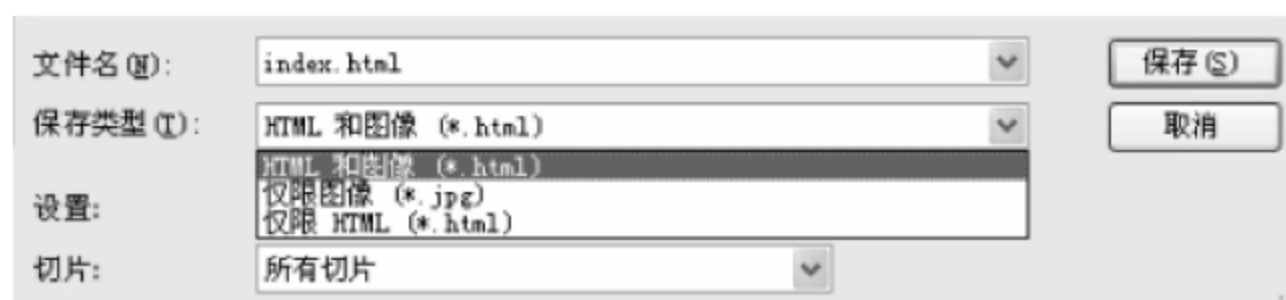 文件名(N): index.html 保存(S)
保存类型(T): HTML 和图像 (*.html) 取消
HTML 和图像 (*.html)
仅限图像 (*.jpg)
设置:
仅限 HTML (*.html)
切片: 所有切片